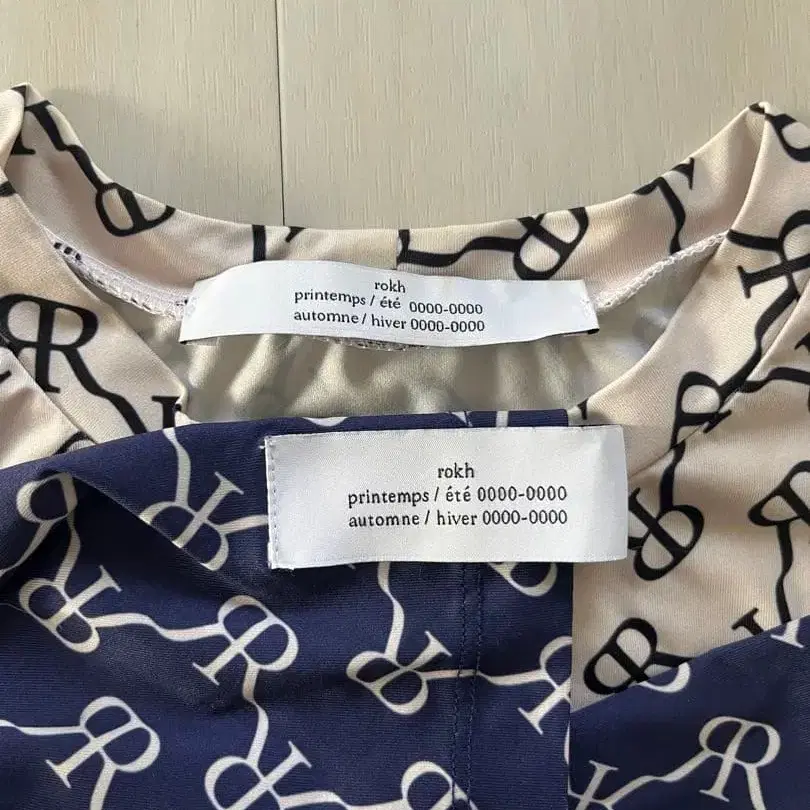 rokh
printemps / été 0000-0000
automne / hiver 0000-0000
rokh
printemps / été 0000-0000
automne / hiver 0000-0000